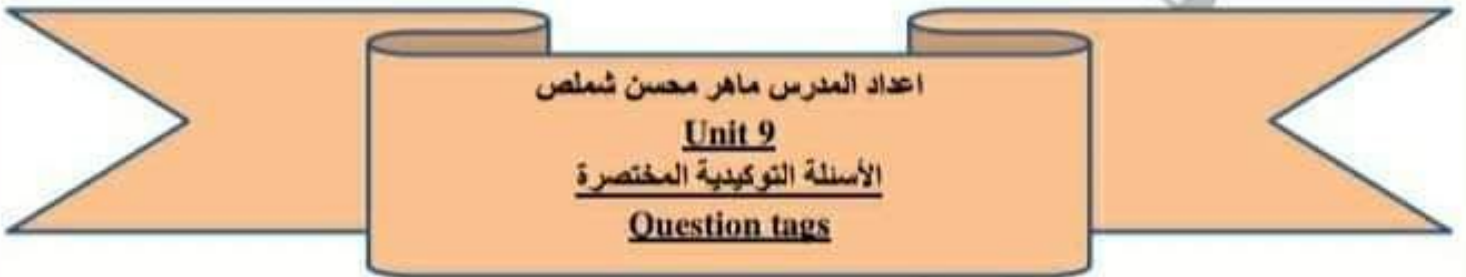 اعداد المدرس ماهر محسن شملص
Unit 9
الأسئلة التوكيدية المختصرة
Question tags